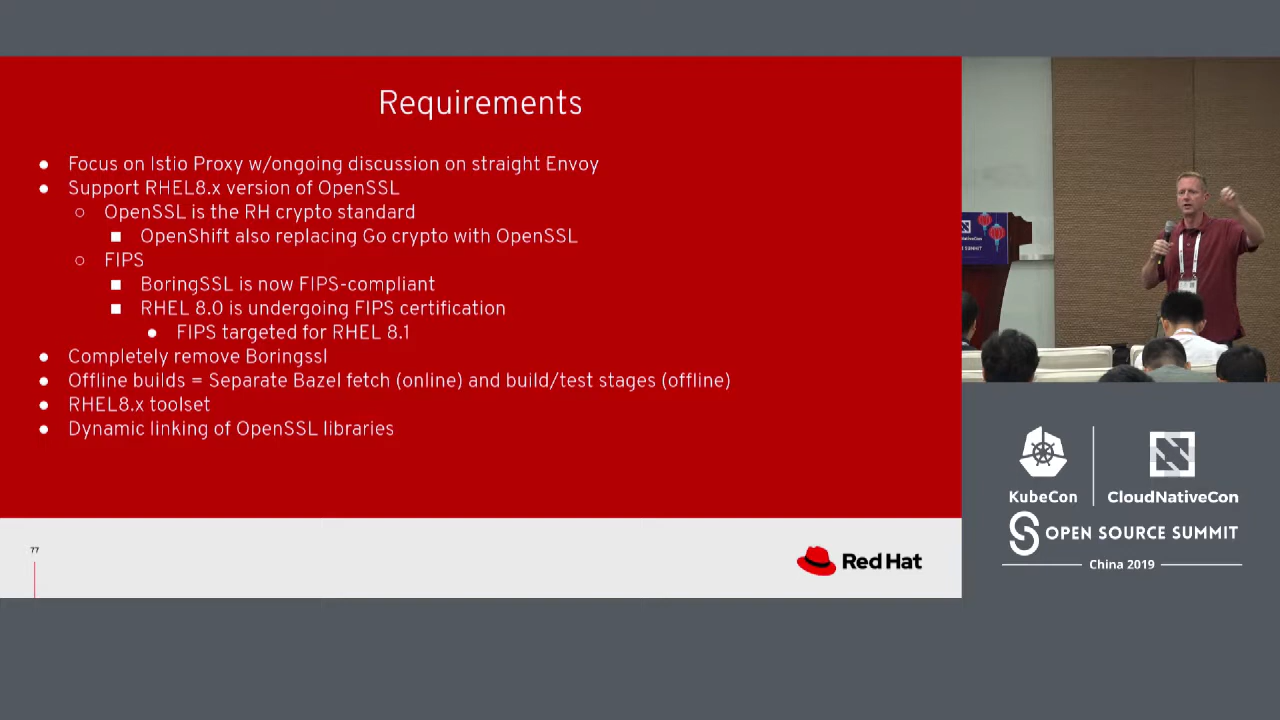 Requirements
● Focus on Istio Proxy w/ongoing discussion on straight Envoy
● Support RHEL8.x version of OpenSSL
○ OpenSSL is the RH crypto standard
■ OpenShift also replacing Go crypto with OpenSSL
○ FIPS
■ BoringSSL is now FIPS-compliant
■ RHEL 8.0 is undergoing FIPS certification
● FIPS targeted for RHEL 8.1
● Completely remove Boringssl
● Offline builds = Separate Bazel fetch (online) and build/test stages (offline)
● RHEL8.x toolset
● Dynamic linking of OpenSSL libraries
77
Red Hat
KubeCon
CloudNativeCon
OPEN SOURCE SUMMIT
China 2019